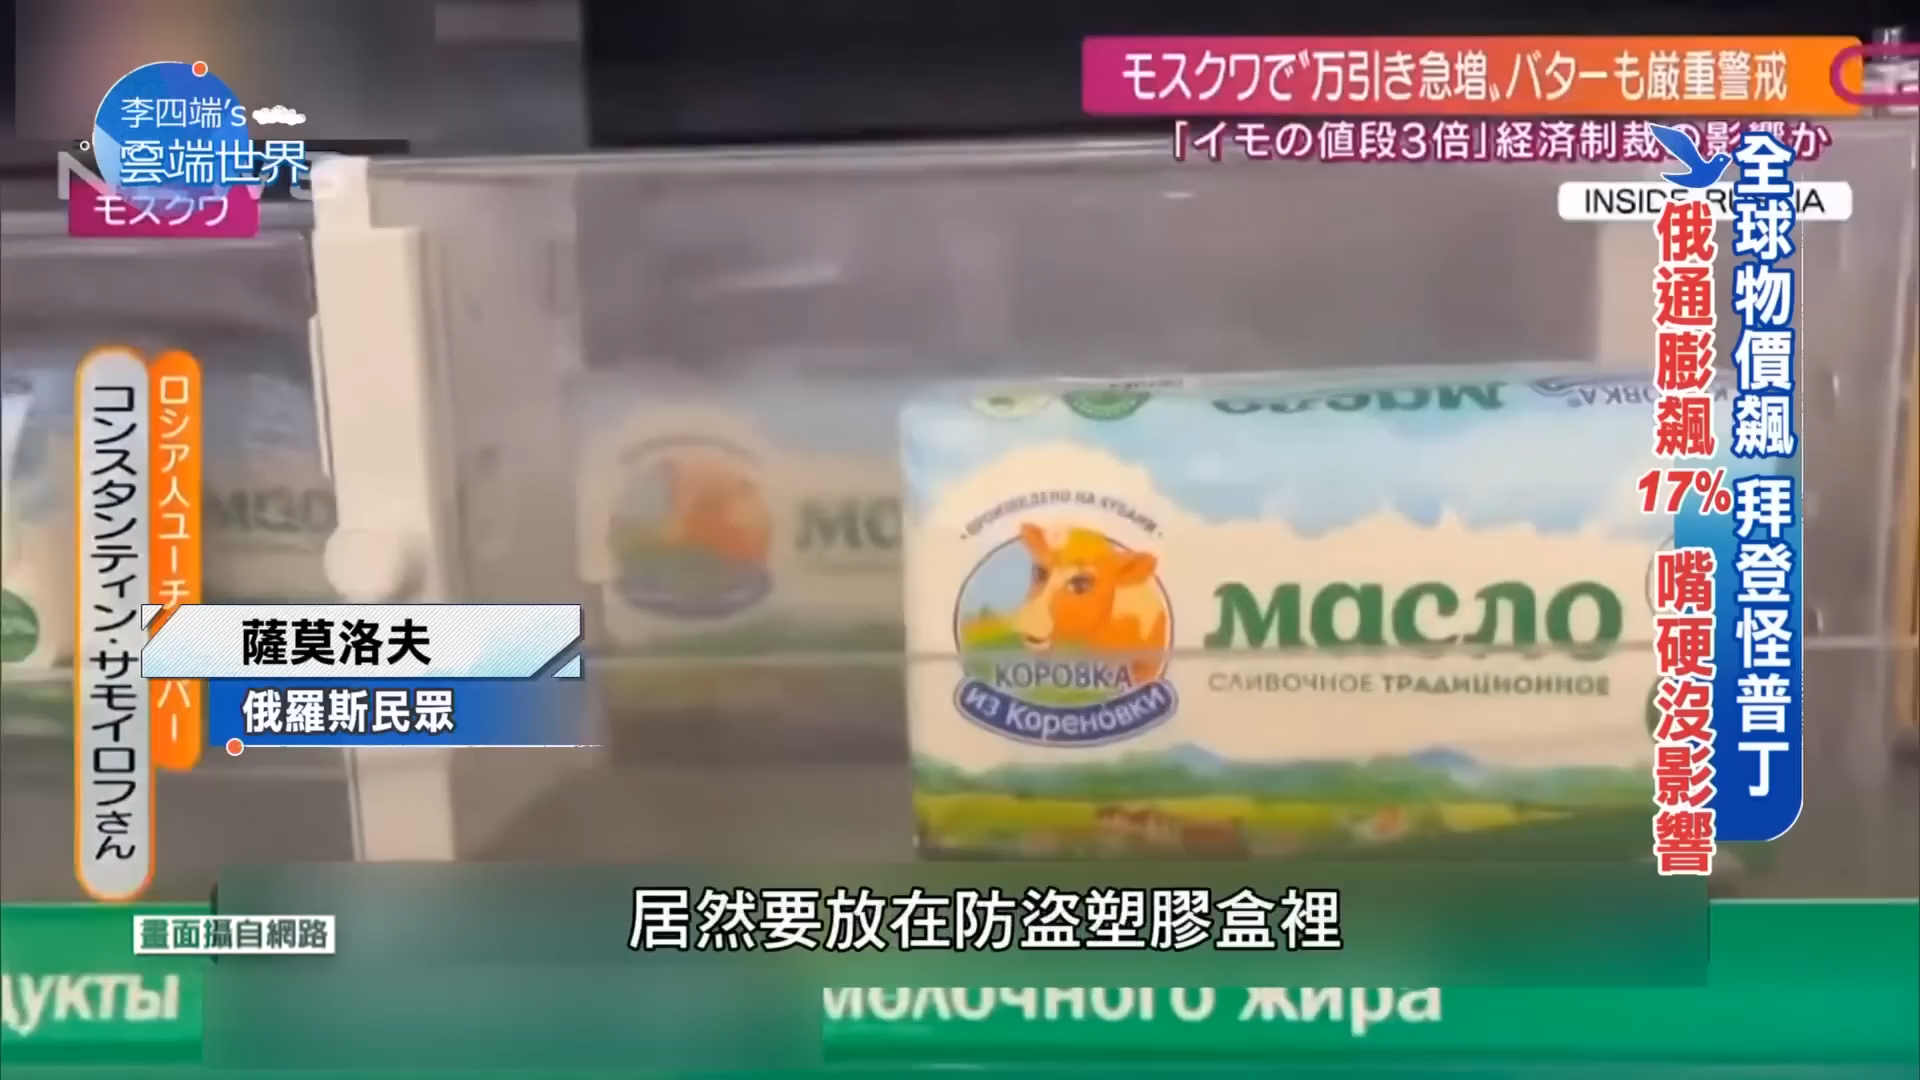 李四端's
雲端世界
モスクワ
モスクワで〝万引き急増〟バターも厳重警戒
「イモの値段3倍」経済制裁の影響か
INSIDE RUSSIA
全球物價飆 拜登怪普丁
俄通膨飆17% 嘴硬沒影響
ロシア人ユーチ バー
コンスタンティン・サモイロフさん
薩莫洛夫
俄羅斯民眾
ПРОИЗВЕДЕНО НА КУБАНИ
КОРОВКА
из Кореновки
масло
СЛИВОЧНОЕ ТРАДИЦИОННОЕ
居然要放在防盜塑膠盒裡
畫面攝自網路
дукты
молочного жира